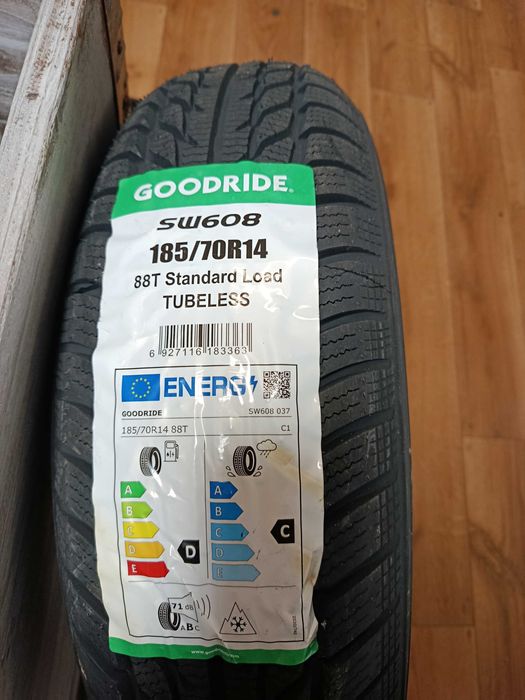 GOODRIDE
SW608
185/70R14
88T Standard Load
TUBELESS
6 927116 183363
ENERG
GOODRIDE SW608 037
185/70R14 88T C1
A A
B B
C C C
D D D
E E
71 dB
ABC